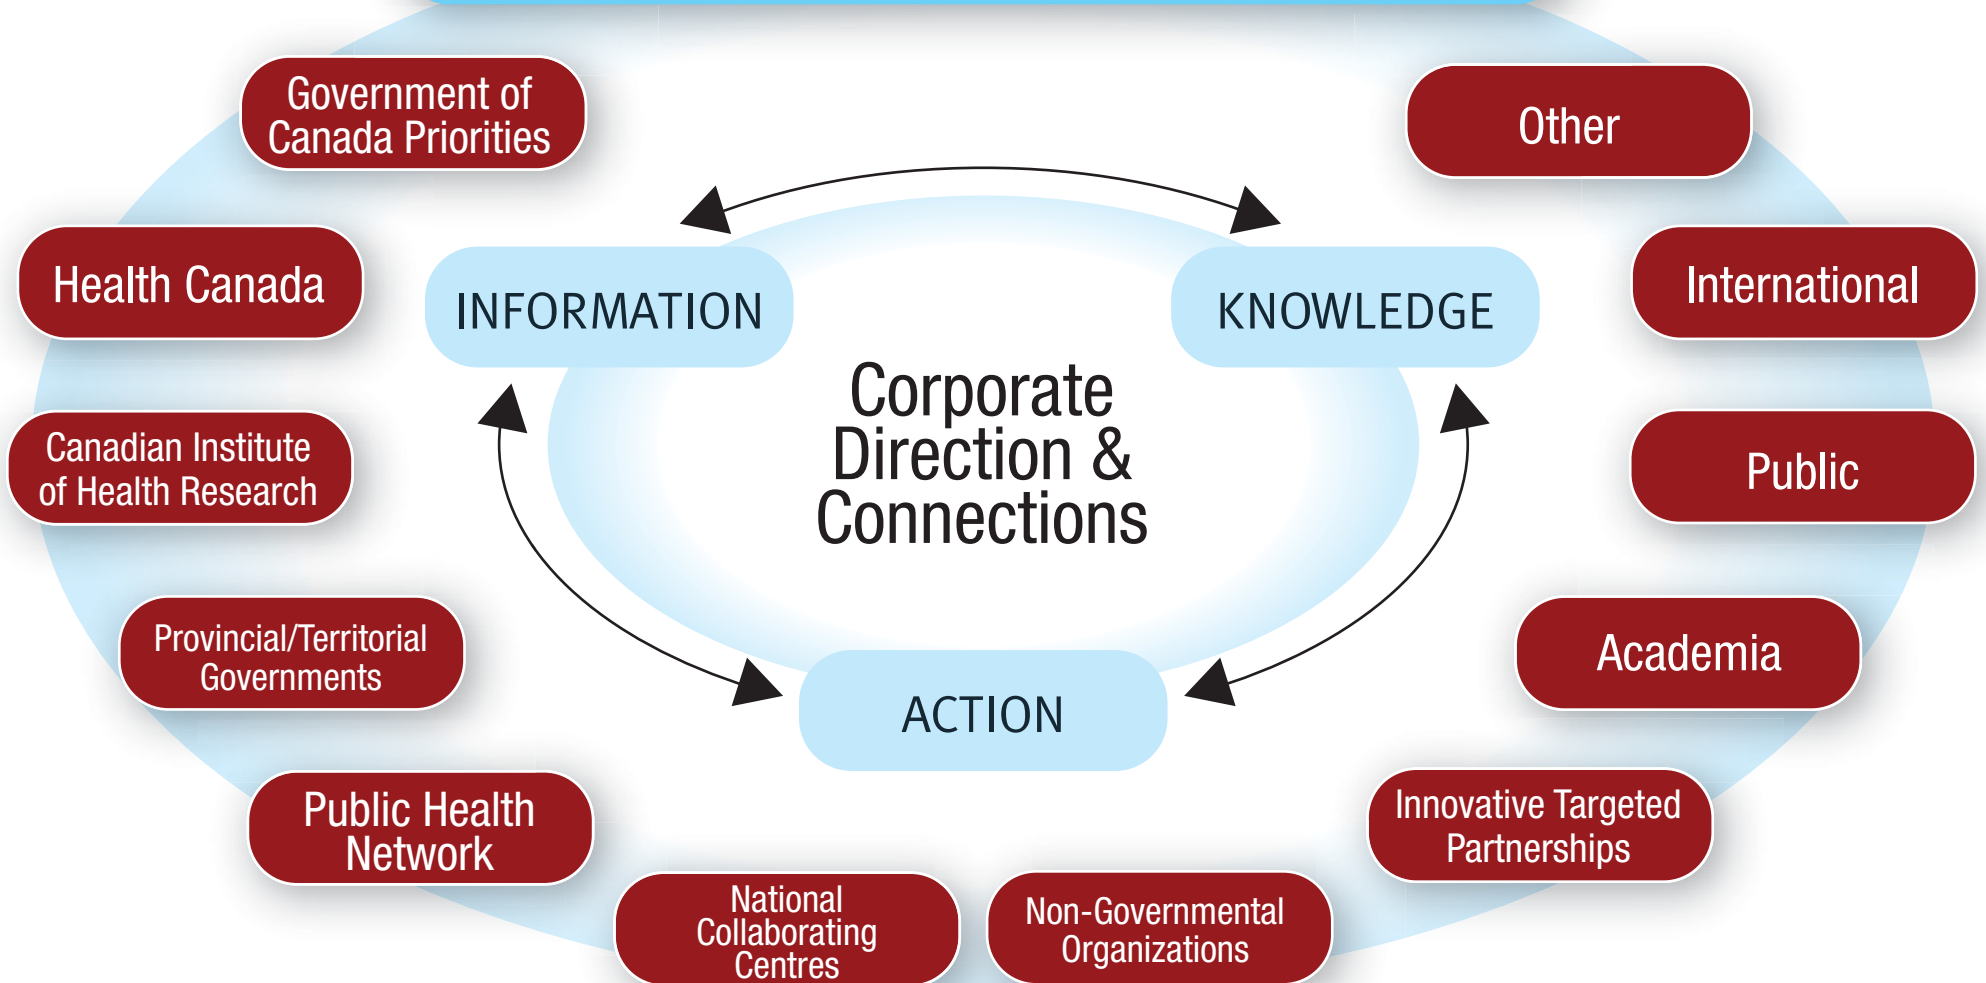 Government of
Canada Priorities
Other
Health Canada
International
INFORMATION
KNOWLEDGE
Corporate
Direction &
Connections
Canadian Institute
of Health Research
Public
Provincial/Territorial
Governments
Academia
ACTION
Public Health
Network
Innovative Targeted
Partnerships
National
Collaborating
Centres
Non-Governmental
Organizations